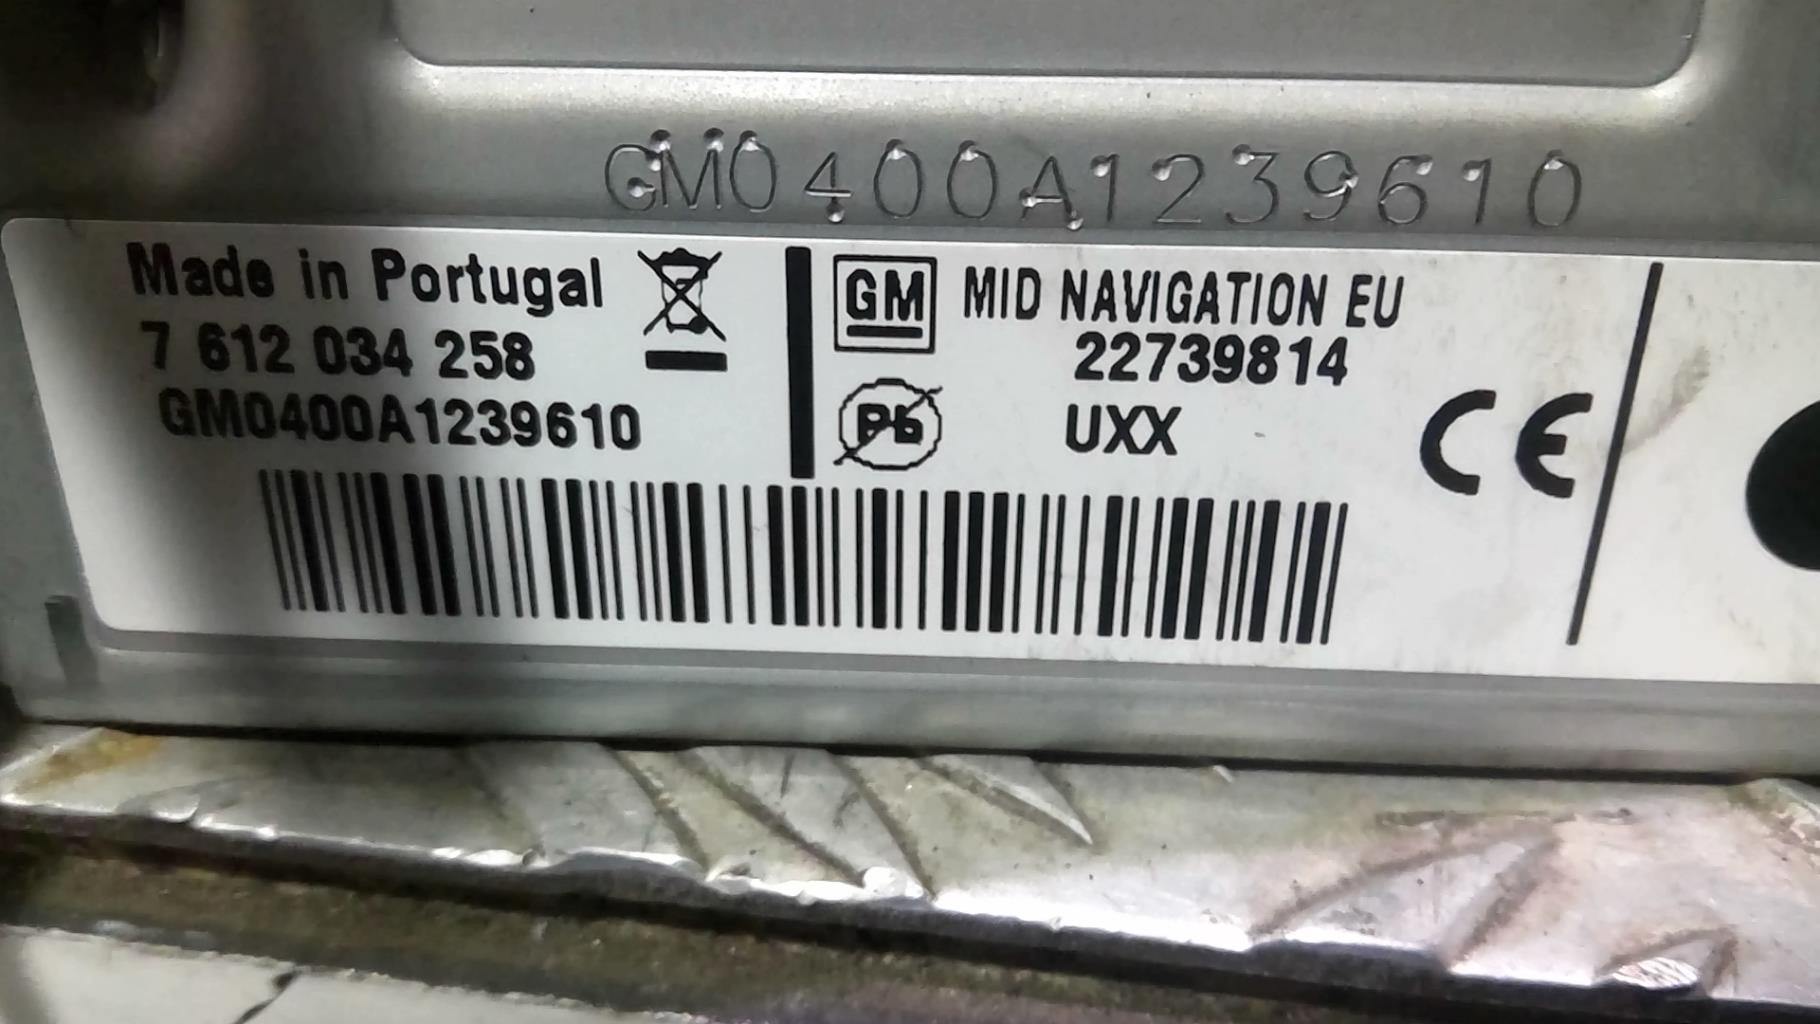 GM0400A1239610
Made in Portugal
7 612 034 258
GM0400A1239610
GM MID NAVIGATION EU
22739814
Pb UXX
CE